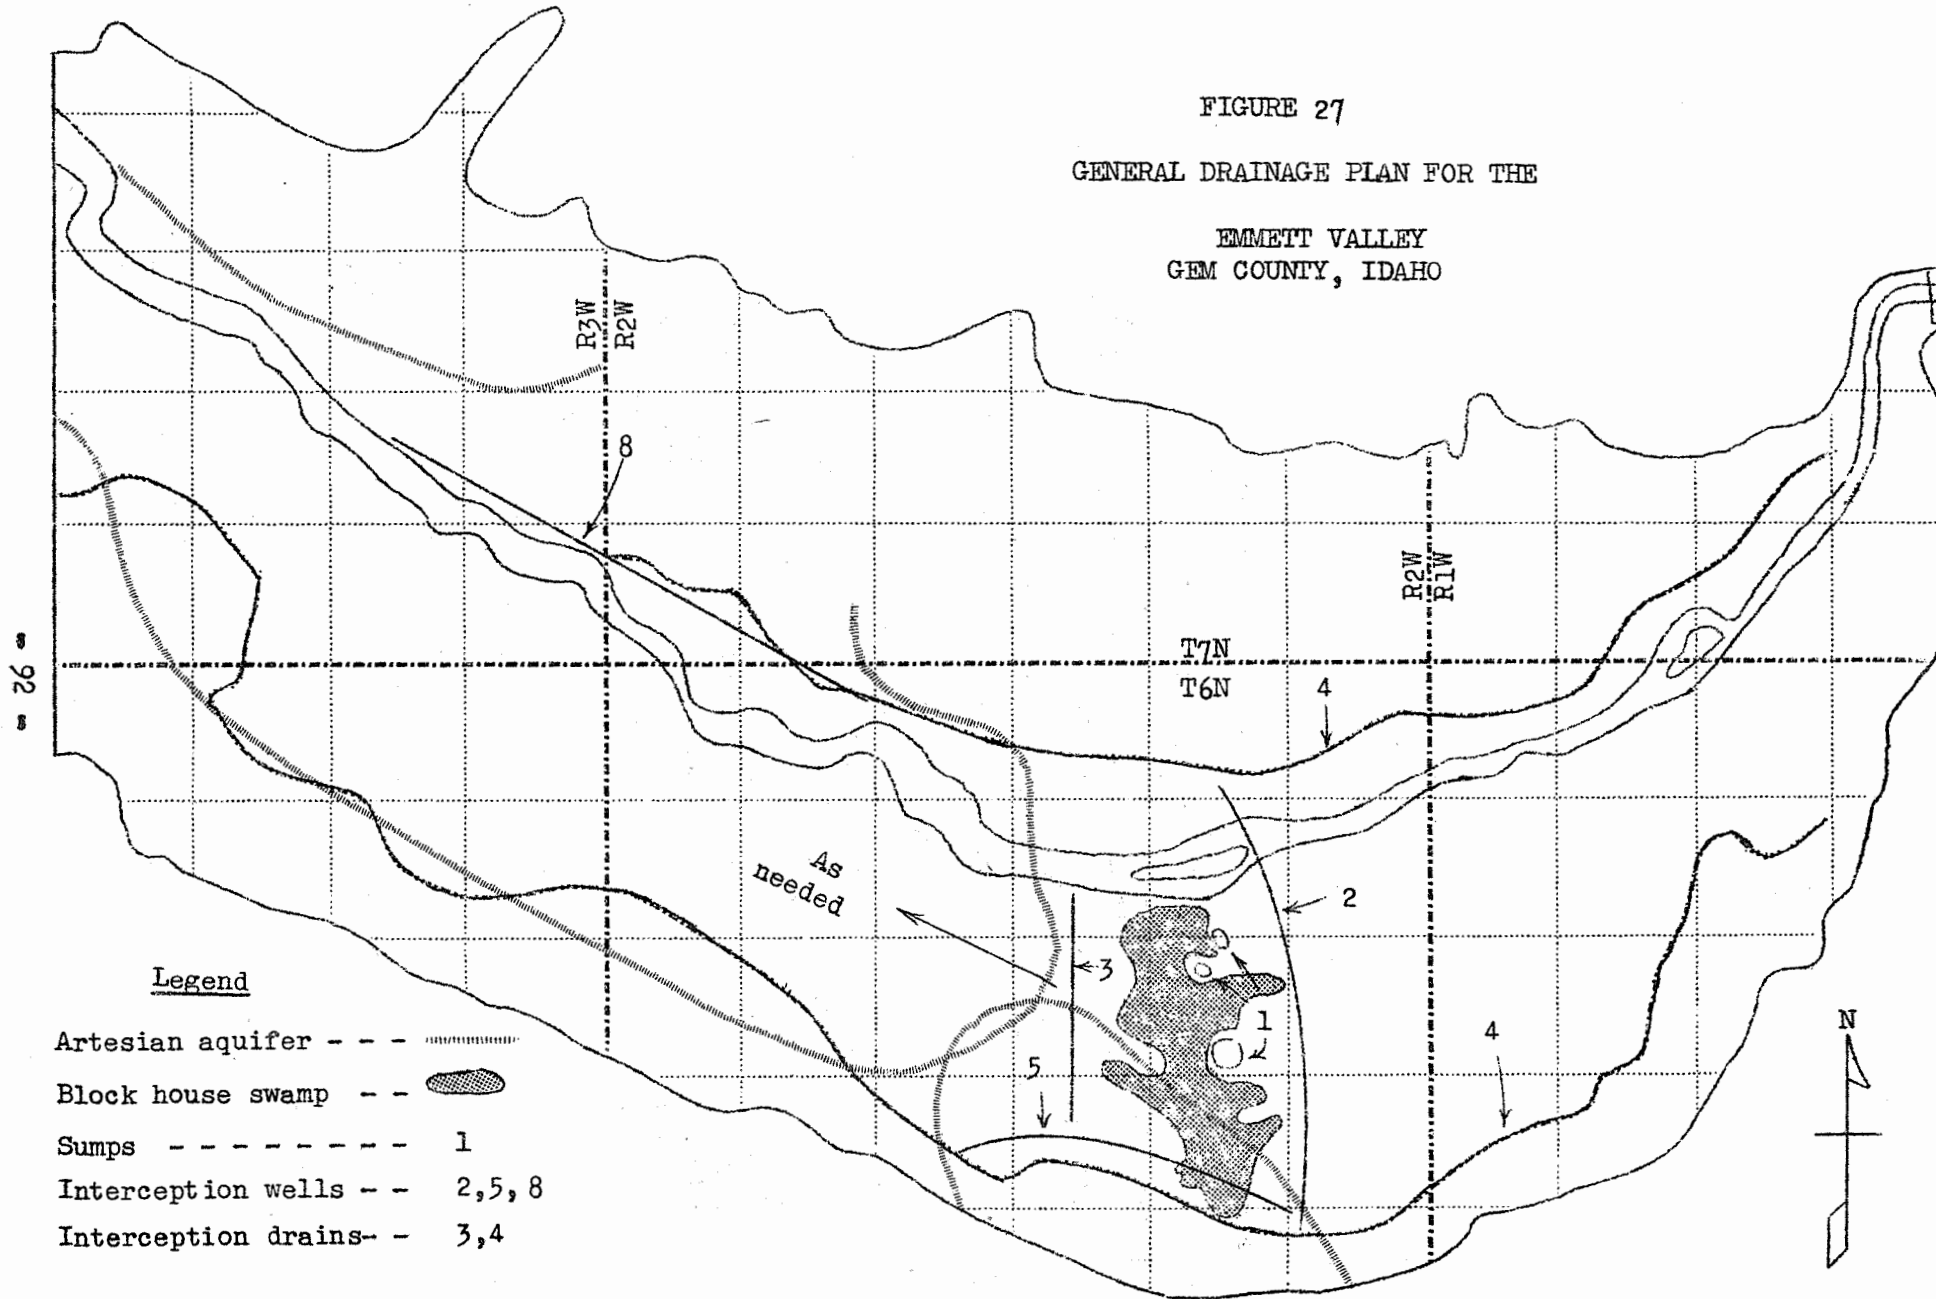 FIGURE 27
GENERAL DRAINAGE PLAN FOR THE
EMMETT VALLEY
GEM COUNTY, IDAHO
R3W
R2W
8
R2W
R1W
T7N
T6N
4
As
needed
2
3
1
4
5
N
Legend
Artesian aquifer - - -
Block house swamp - -
Sumps - - - - - - - - 1
Interception wells - - 2,5,8
Interception drains- - 3,4
- 92 -